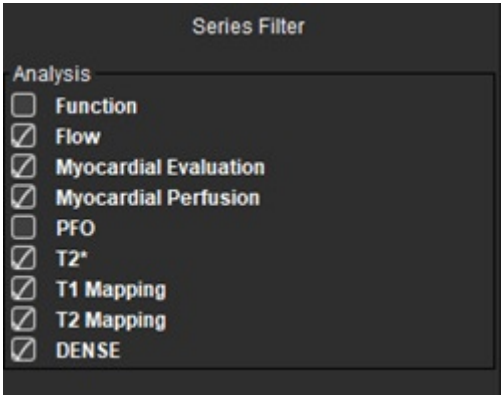 Series Filter
Analysis
Function
Flow
Myocardial Evaluation
Myocardial Perfusion
PFO
T2*
T1 Mapping
T2 Mapping
DENSE